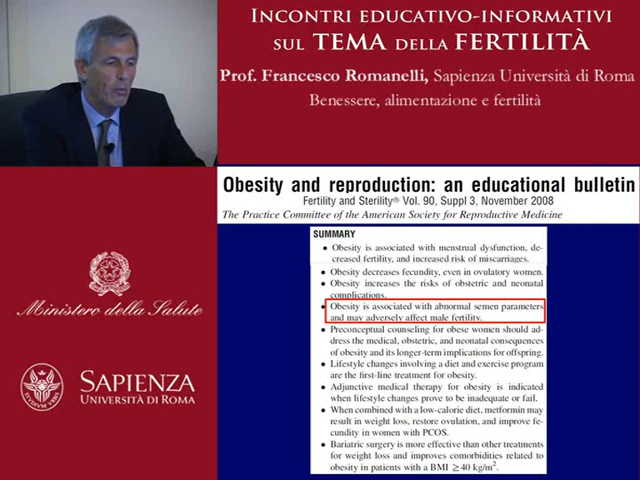 INCONTRI EDUCATIVO-INFORMATIVI
SUL TEMA DELLA FERTILITÀ
Prof. Francesco Romanelli, Sapienza Università di Roma
Benessere, alimentazione e fertilità
Obesity and reproduction: an educational bulletin
Fertility and Sterility® Vol. 90, Suppl 3, November 2008
The Practice Committee of the American Society for Reproductive Medicine
SUMMARY
• Obesity is associated with menstrual dysfunction, de-
creased fertility, and increased risk of miscarriages.
• Obesity decreases fecundity, even in ovulatory women.
• Obesity increases the risks of obstetric and neonatal
complications.
• Obesity is associated with abnormal semen parameters
and may adversely affect male fertility.
• Preconceptual counseling for obese women should ad-
dress the medical, obstetric, and neonatal consequences
of obesity and its longer-term implications for offspring.
• Lifestyle changes involving a diet and exercise program
are the first-line treatment for obesity.
• Adjunctive medical therapy for obesity is indicated
when lifestyle changes prove to be inadequate or fail.
• When combined with a low-calorie diet, metformin may
result in weight loss, restore ovulation, and improve fe-
cundity in women with PCOS.
• Bariatric surgery is more effective than other treatments
for weight loss and improves comorbidities related to
obesity in patients with a BMI ≥40 kg/m².
Ministero della Salute
SAPIENZA
UNIVERSITÀ DI ROMA
STUDIUM URBIS